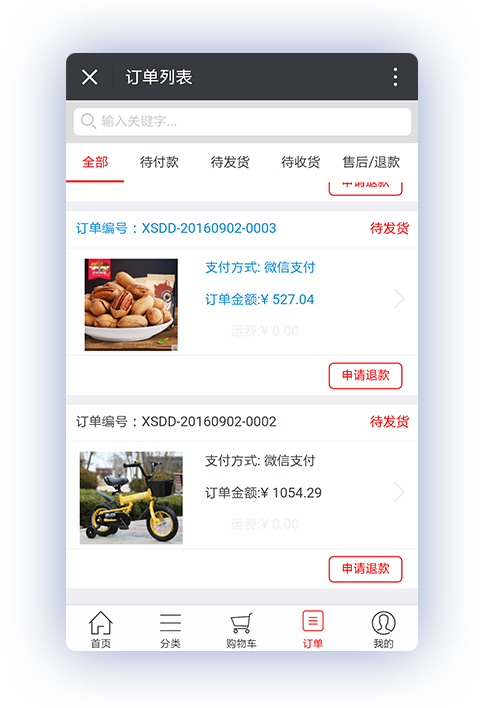 订单列表
输入关键字...
全部 待付款 待发货 待收货 售后/退款
申请退款
订单编号：XSDD-20160902-0003 待发货
支付方式: 微信支付
订单金额:¥ 527.04
运费:¥ 0.00
申请退款
订单编号：XSDD-20160902-0002 待发货
支付方式: 微信支付
订单金额:¥ 1054.29
运费:¥ 0.00
申请退款
首页 分类 购物车 订单 我的